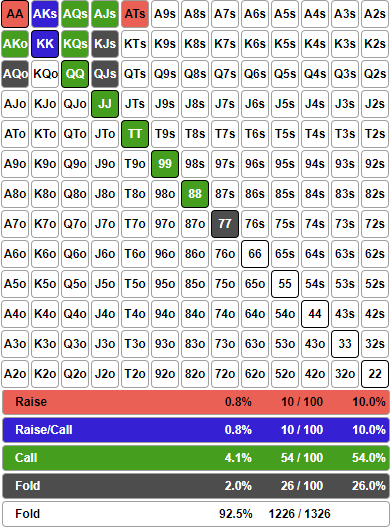 AA AKs AQs AJs ATs A9s A8s A7s A6s A5s A4s A3s A2s
AKo KK KQs KJs KTs K9s K8s K7s K6s K5s K4s K3s K2s
AQo KQo QQ QJs QTs Q9s Q8s Q7s Q6s Q5s Q4s Q3s Q2s
AJo KJo QJo JJ JTs J9s J8s J7s J6s J5s J4s J3s J2s
ATo KTo QTo JTo TT T9s T8s T7s T6s T5s T4s T3s T2s
A9o K9o Q9o J9o T9o 99 98s 97s 96s 95s 94s 93s 92s
A8o K8o Q8o J8o T8o 98o 88 87s 86s 85s 84s 83s 82s
A7o K7o Q7o J7o T7o 97o 87o 77 76s 75s 74s 73s 72s
A6o K6o Q6o J6o T6o 96o 86o 76o 66 65s 64s 63s 62s
A5o K5o Q5o J5o T5o 95o 85o 75o 65o 55 54s 53s 52s
A4o K4o Q4o J4o T4o 94o 84o 74o 64o 54o 44 43s 42s
A3o K3o Q3o J3o T3o 93o 83o 73o 63o 53o 43o 33 32s
A2o K2o Q2o J2o T2o 92o 82o 72o 62o 52o 42o 32o 22
Raise 0.8% 10 / 100 10.0%
Raise/Call 0.8% 10 / 100 10.0%
Call 4.1% 54 / 100 54.0%
Fold 2.0% 26 / 100 26.0%
Fold 92.5% 1226 / 1326